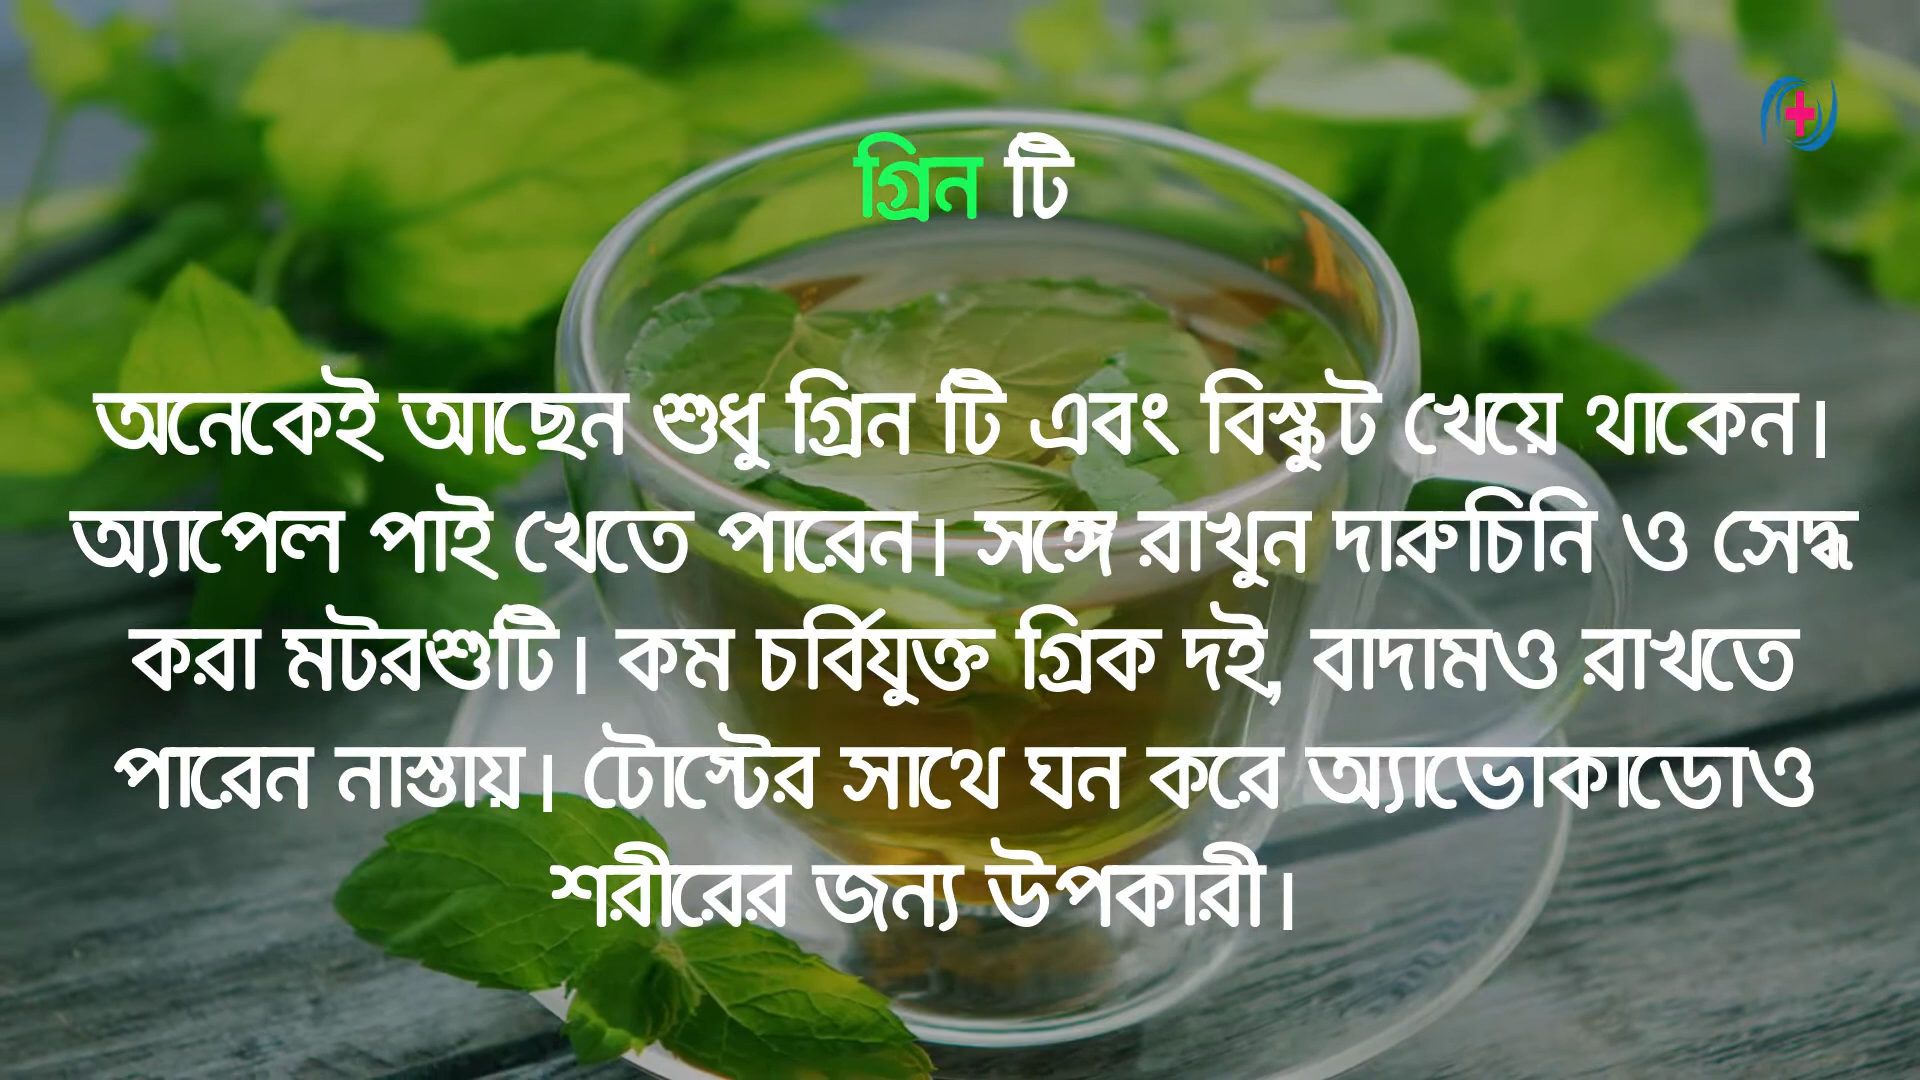 গ্রিন টি
অনেকেই আছেন শুধু গ্রিন টি এবং বিস্কুট খেয়ে থাকেন।
অ্যাপেল পাই খেতে পারেন। সঙ্গে রাখুন দারুচিনি ও সেদ্ধ
করা মটরশুটি। কম চর্বিযুক্ত গ্রিক দই, বাদামও রাখতে
পারেন নাস্তায়। টোস্টের সাথে ঘন করে অ্যাভোকাডোও
শরীরের জন্য উপকারী।